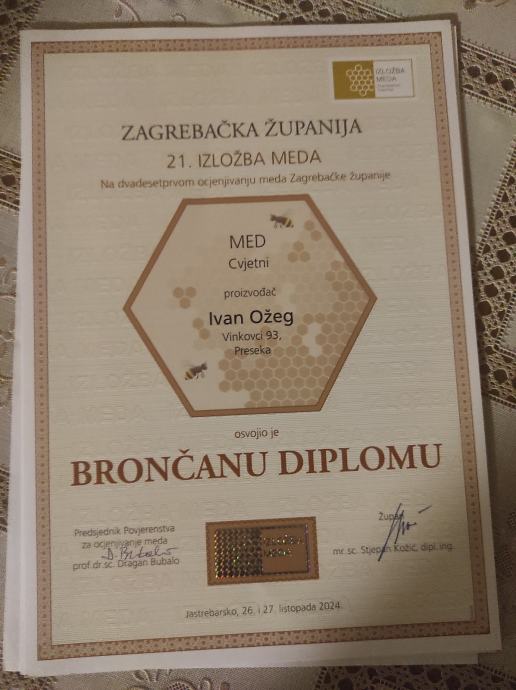 IZLOŽBA
MEDA
ZAGREBAČKA ŽUPANIJA
21. IZLOŽBA MEDA
Na dvadesetprvom ocjenjivanju meda Zagrebačke županije
MED
Cvjetni
proizvođač
Ivan Ožeg
Vinkovci 93,
Preseka
osvojio je
BRONČANU DIPLOMU
Predsjednik Povjerenstva
za ocjenjivanje meda
D. Bubalo
prof.dr.sc. Dragan Bubalo
Župan
mr.sc. Stjepan Kožić, dipl.ing.
Jastrebarsko, 26. i 27. listopada 2024.